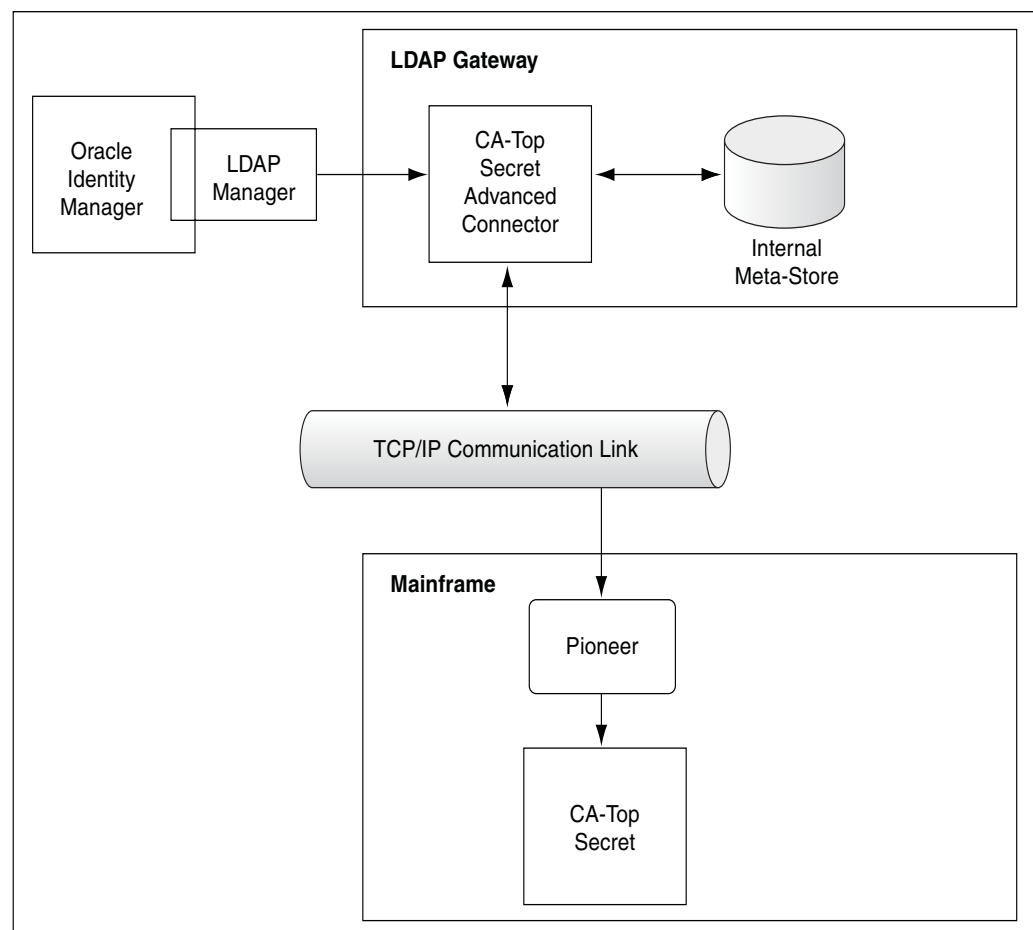 LDAP Gateway
Oracle
Identity
Manager
LDAP
Manager
CA-Top
Secret
Advanced
Connector
Internal
Meta-Store
TCP/IP Communication Link
Mainframe
Pioneer
CA-Top
Secret